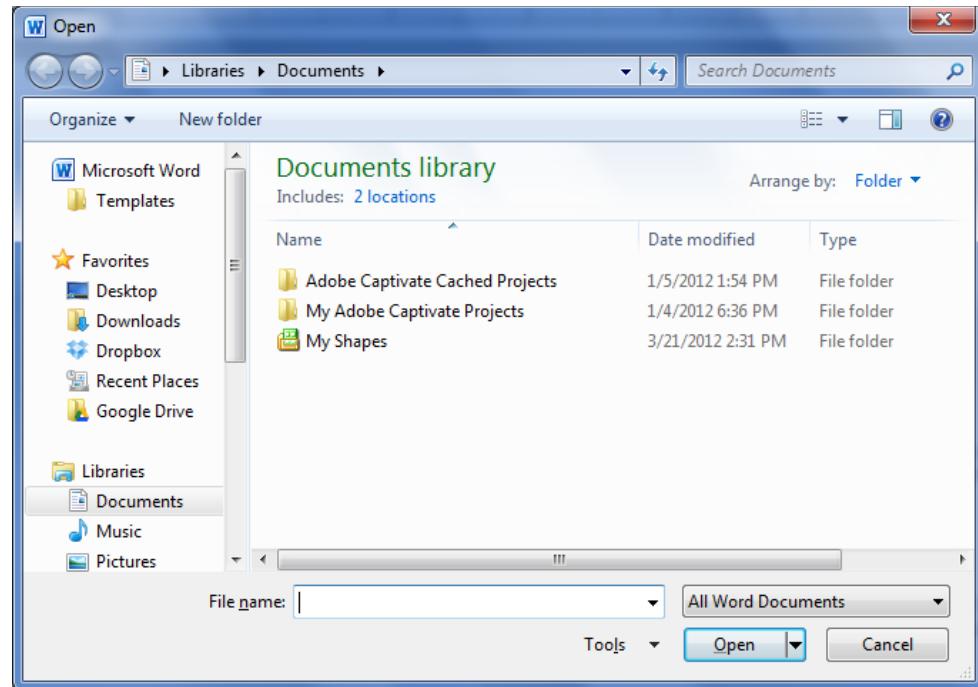 Open
Libraries Documents
Search Documents
Organize New folder
Microsoft Word
Templates
Favorites
Desktop
Downloads
Dropbox
Recent Places
Google Drive
Libraries
Documents
Music
Pictures
Documents library
Includes: 2 locations
Arrange by: Folder
Name Date modified Type
Adobe Captivate Cached Projects 1/5/2012 1:54 PM File folder
My Adobe Captivate Projects 1/4/2012 6:36 PM File folder
My Shapes 3/21/2012 2:31 PM File folder
File name: All Word Documents
Tools Open Cancel